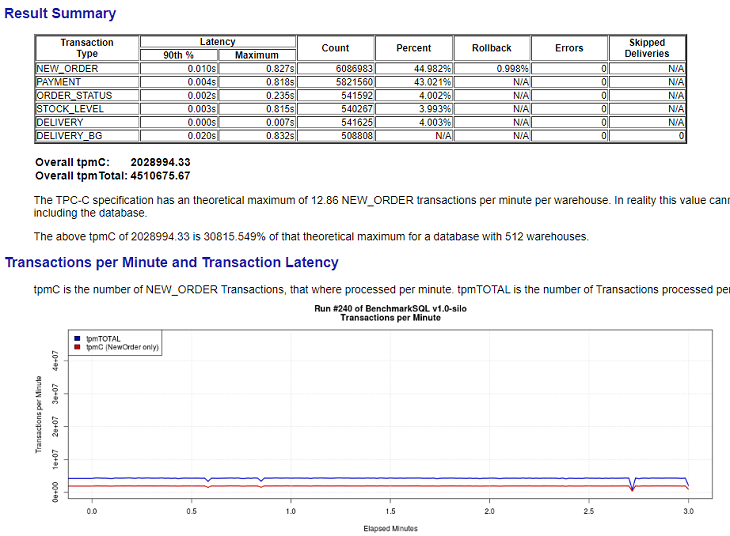 Result Summary
Transaction Type Latency Count Percent Rollback Errors Skipped Deliveries
90th % Maximum
NEW_ORDER 0.010s 0.827s 6086983 44.982% 0.998% 0 N/A
PAYMENT 0.004s 0.818s 5821560 43.021% N/A 0 N/A
ORDER_STATUS 0.002s 0.235s 541592 4.002% N/A 0 N/A
STOCK_LEVEL 0.003s 0.815s 540267 3.993% N/A 0 N/A
DELIVERY 0.000s 0.007s 541625 4.003% N/A 0 N/A
DELIVERY_BG 0.020s 0.832s 508808 N/A N/A 0 0
Overall tpmC: 2028994.33
Overall tpmTotal: 4510675.67
The TPC-C specification has an theoretical maximum of 12.86 NEW_ORDER transactions per minute per warehouse. In reality this value
including the database.
The above tpmC of 2028994.33 is 30815.549% of that theoretical maximum for a database with 512 warehouses.
Transactions per Minute and Transaction Latency
tpmC is the number of NEW_ORDER Transactions, that where processed per minute. tpmTOTAL is the number of Transactions processed
Run #240 of BenchmarkSQL v1.0-silo
Transactions per Minute
tpmTOTAL
tpmC (NewOrder only)
Transactions per Minute
4e+07
3e+07
2e+07
1e+07
0e+00
0.0 0.5 1.0 1.5 2.0 2.5 3.0
Elapsed Minutes